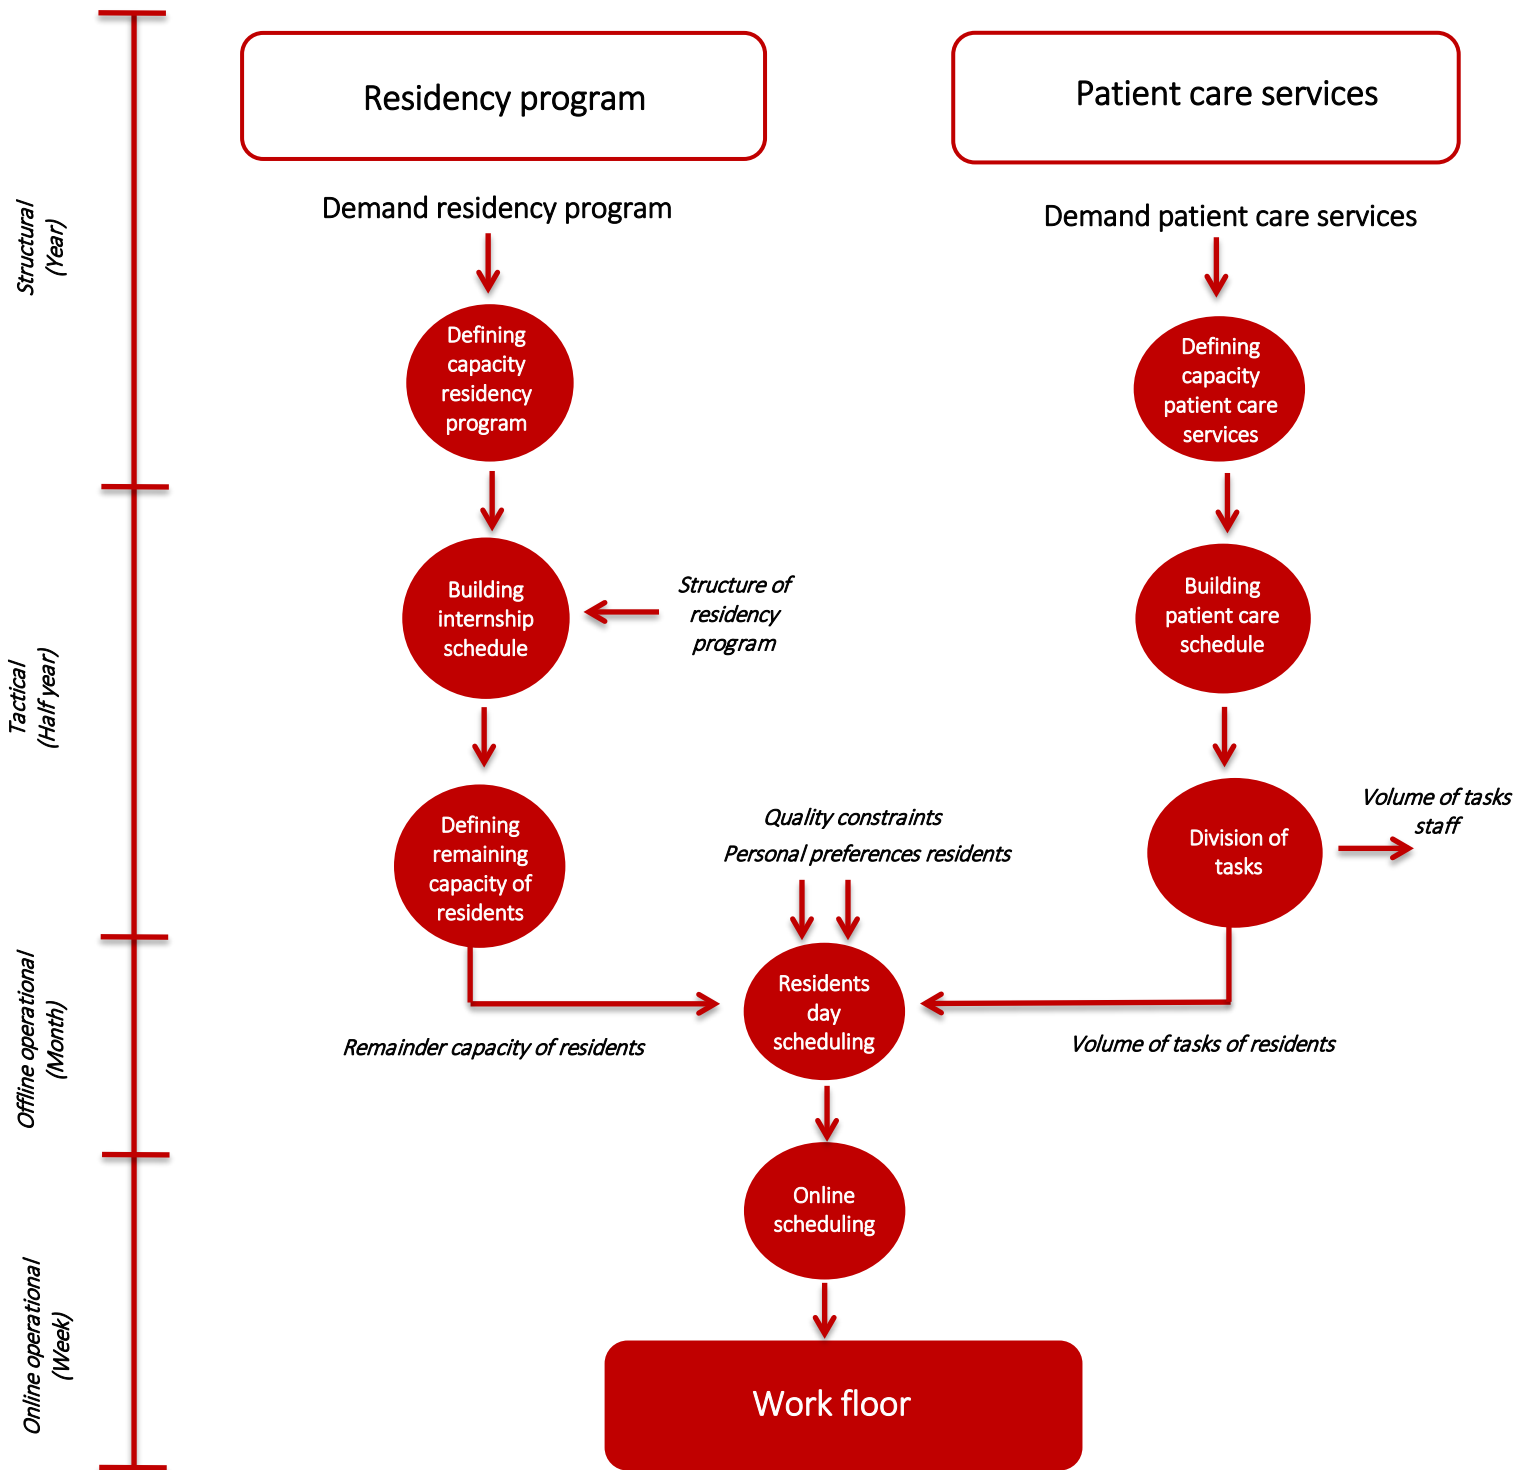 Residency program
Patient care services
Structural
(Year)
Demand residency program
Demand patient care services
Defining
capacity
residency
program
Defining
capacity
patient care
services
Tactical
(Half year)
Building
internship
schedule
Structure of
residency
program
Building
patient care
schedule
Defining
remaining
capacity of
residents
Quality constraints
Personal preferences residents
Division of
tasks
Volume of tasks
staff
Offline operational
(Month)
Residents
day
scheduling
Remainder capacity of residents
Volume of tasks of residents
Online operational
(Week)
Online
scheduling
Work floor